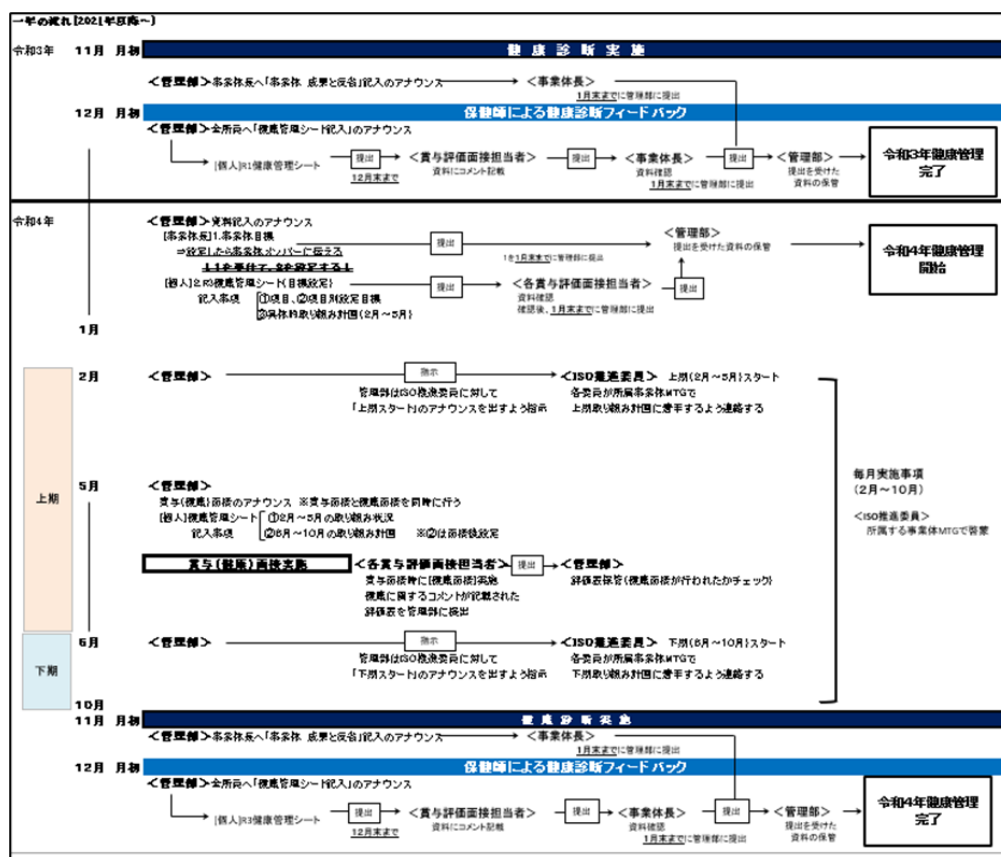 一年の流れ[2021年夏時～]
令和3年 11月 月初 健康診断実施
＜管理部＞事業体長へ「事業体 成果と反省」記入のアナウンス ＜事業体長＞
1月末までに管理部に提出
12月 月初 保健師による健康診断フィードバック
＜管理部＞全所員へ「健康管理シート記入」のアナウンス
[個人]R1健康管理シート 提出 ＜賞与評価面接担当者＞ 提出 ＜事業体長＞ 提出 ＜管理部＞ 令和3年健康管理
12月末まで 資料にコメント記載 資料確認 提出を受けた 完了
1月末までに管理部に提出 資料の保管
令和4年 ＜管理部＞資料記入のアナウンス
[事業体長]1.事業体目標 提出 ＜管理部＞ 令和4年健康管理
⇒設定したら事業体メンバーに伝える 提出を受けた資料の保管 開始
↓1を受けて、2を設定する↓ 1を1月末までに管理部に提出
[個人]2.R3健康管理シート(目標設定) 提出 ＜各賞与評価面接担当者＞ 提出
記入事項 ①項目、②項目別設定目標 資料確認
③具体的取り組み計画(2月～5月) 確認後、1月末までに管理部に提出
1月
2月 ＜管理部＞ 指示 ＜ISO推進委員＞ 上期(2月～5月)スタート
管理部はISO推進委員に対して 各委員が所属事業体MTGで
「上期スタート」のアナウンスを出すよう指示 上期取り組み計画に着手するよう連絡する
毎月実施事項
(2月～10月)
＜ISO推進委員＞
所属する事業体MTGで啓蒙
上期
5月 ＜管理部＞
賞与(健康)面接のアナウンス ※賞与面接と健康面接を同時に行う
[個人]健康管理シート ①2月～5月の取り組み状況
記入事項 ②6月～10月の取り組み計画 ※②は面接後設定
賞与(健康)面接実施 ＜各賞与評価面接担当者＞ 提出 ＜管理部＞
賞与面接時に[健康面接]実施 評価表保管(健康面接が行われたかチェック)
健康に関するコメントが記載された
評価表を管理部に提出
下期
6月 ＜管理部＞ 指示 ＜ISO推進委員＞ 下期(6月～10月)スタート
管理部はISO推進委員に対して 各委員が所属事業体MTGで
「下期スタート」のアナウンスを出すよう指示 下期取り組み計画に着手するよう連絡する
10月
11月 月初 健康診断実施
＜管理部＞事業体長へ「事業体 成果と反省」記入のアナウンス ＜事業体長＞
1月末までに管理部に提出
12月 月初 保健師による健康診断フィードバック
＜管理部＞全所員へ「健康管理シート記入」のアナウンス
[個人]R3健康管理シート 提出 ＜賞与評価面接担当者＞ 提出 ＜事業体長＞ 提出 ＜管理部＞ 令和4年健康管理
12月末まで 資料にコメント記載 資料確認 提出を受けた 完了
1月末までに管理部に提出 資料の保管